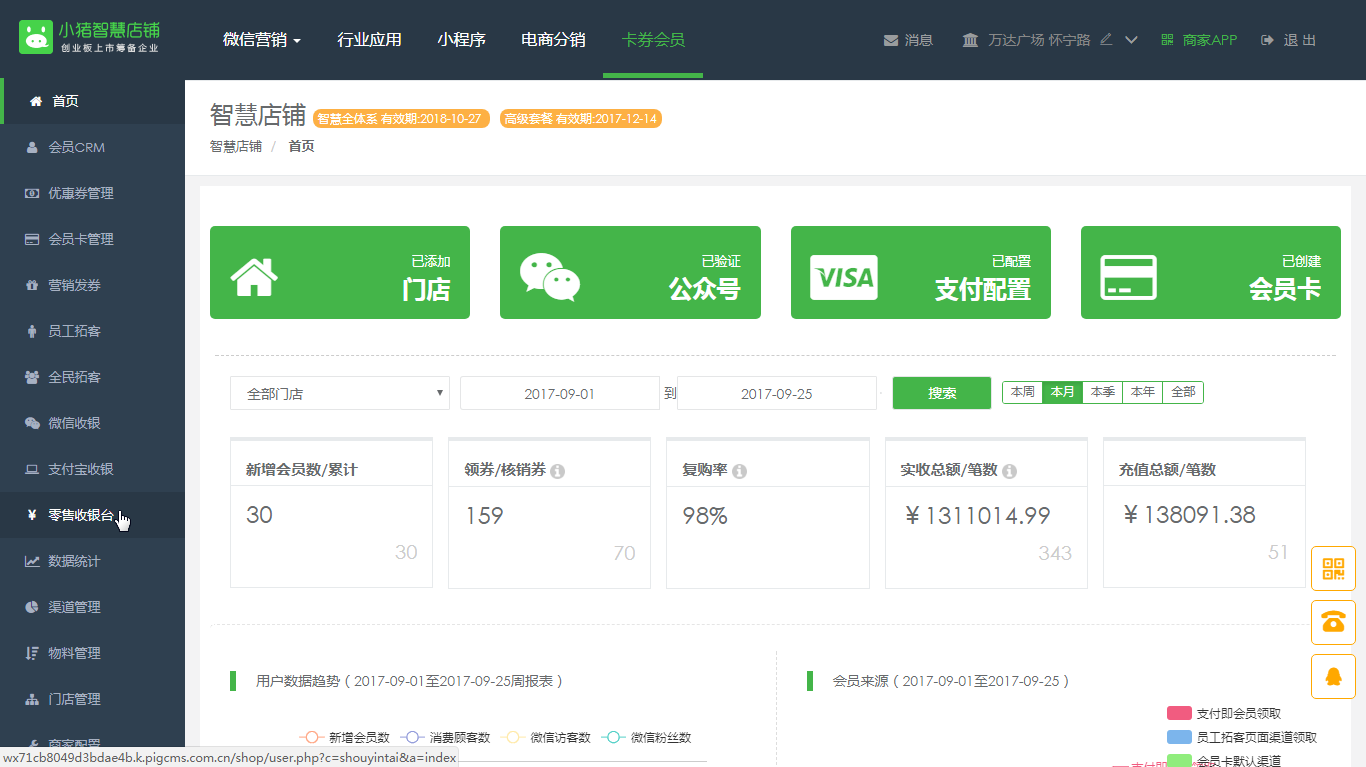 小猪智慧店铺
创业板上市筹备企业
微信营销
行业应用
小程序
电商分销
卡券会员
消息
万达广场 怀宁路
商家APP
退 出
首页
会员CRM
优惠券管理
会员卡管理
营销发券
员工拓客
全民拓客
微信收银
支付宝收银
零售收银台
数据统计
渠道管理
物料管理
门店管理
商家配置
智慧店铺 智慧全体系 有效期:2018-10-27 高级套餐 有效期:2017-12-14
智慧店铺 / 首页
已添加
门店
已验证
公众号
VISA
已配置
支付配置
已创建
会员卡
全部门店
2017-09-01 到 2017-09-25
搜索
本周 本月 本季 本年 全部
新增会员数/累计
30
30
领券/核销券
159
70
复购率
98%
实收总额/笔数
¥ 1311014.99
343
充值总额/笔数
¥ 138091.38
51
用户数据趋势 ( 2017-09-01至2017-09-25周报表 )
新增会员数 消费顾客数 微信访客数 微信粉丝数
会员来源 ( 2017-09-01至2017-09-25 )
支付即会员领取
员工拓客页面渠道领取
会员卡默认渠道
wx71cb8049d3bdae4b.k.pigcms.com.cn/shop/user.php?c=shouyintai&a=index